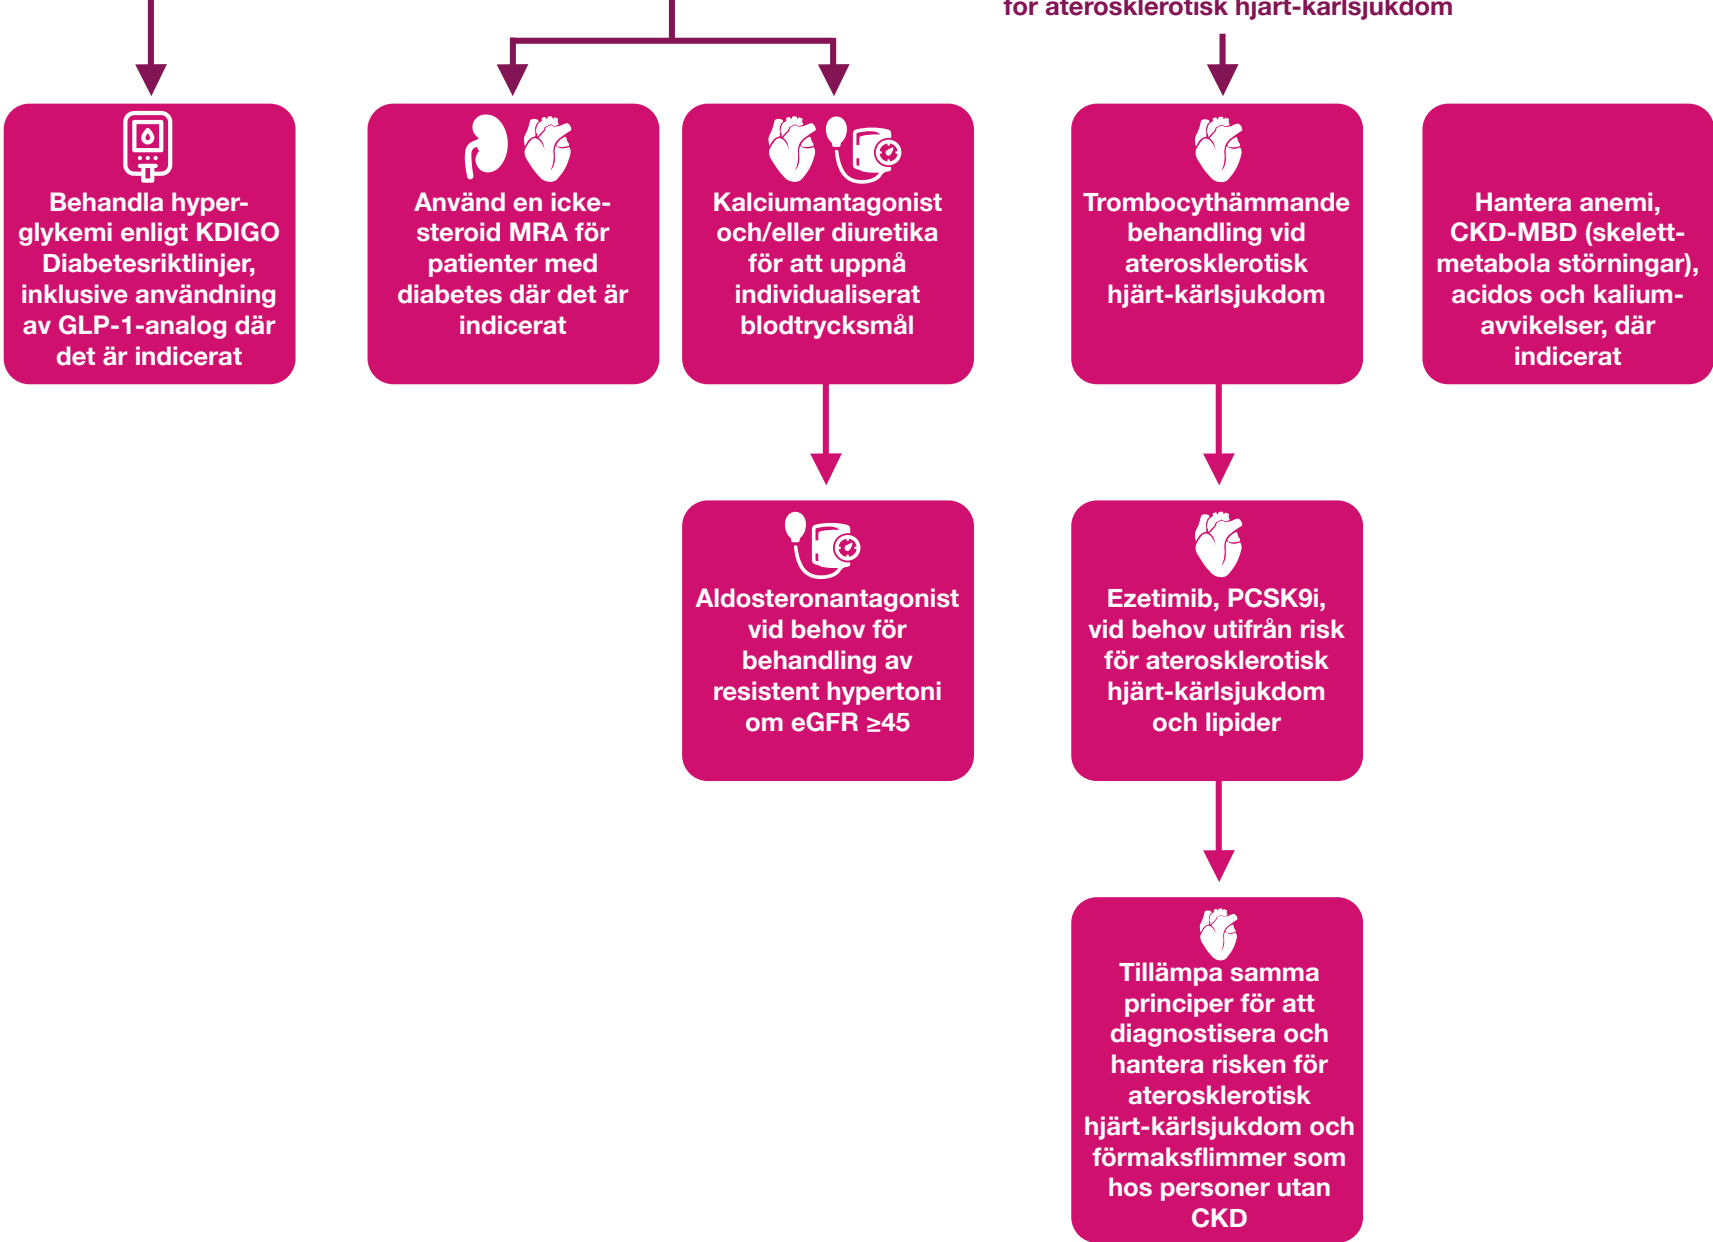 för aterosklerotisk hjärt-kärlsjukdom
Behandla hyper-
glykemi enligt KDIGO
Diabetesriktlinjer,
inklusive användning
av GLP-1-analog där
det är indicerat
Använd en icke-
steroid MRA för
patienter med
diabetes där det är
indicerat
Kalciumantagonist
och/eller diuretika
för att uppnå
individualiserat
blodtrycksmål
Trombocythämmande
behandling vid
aterosklerotisk
hjärt-kärlsjukdom
Hantera anemi,
CKD-MBD (skelett-
metabola störningar),
acidos och kalium-
avvikelser, där
indicerat
Aldosteronantagonist
vid behov för
behandling av
resistent hypertoni
om eGFR ≥45
Ezetimib, PCSK9i,
vid behov utifrån risk
för aterosklerotisk
hjärt-kärlsjukdom
och lipider
Tillämpa samma
principer för att
diagnostisera och
hantera risken för
aterosklerotisk
hjärt-kärlsjukdom och
förmaksflimmer som
hos personer utan
CKD